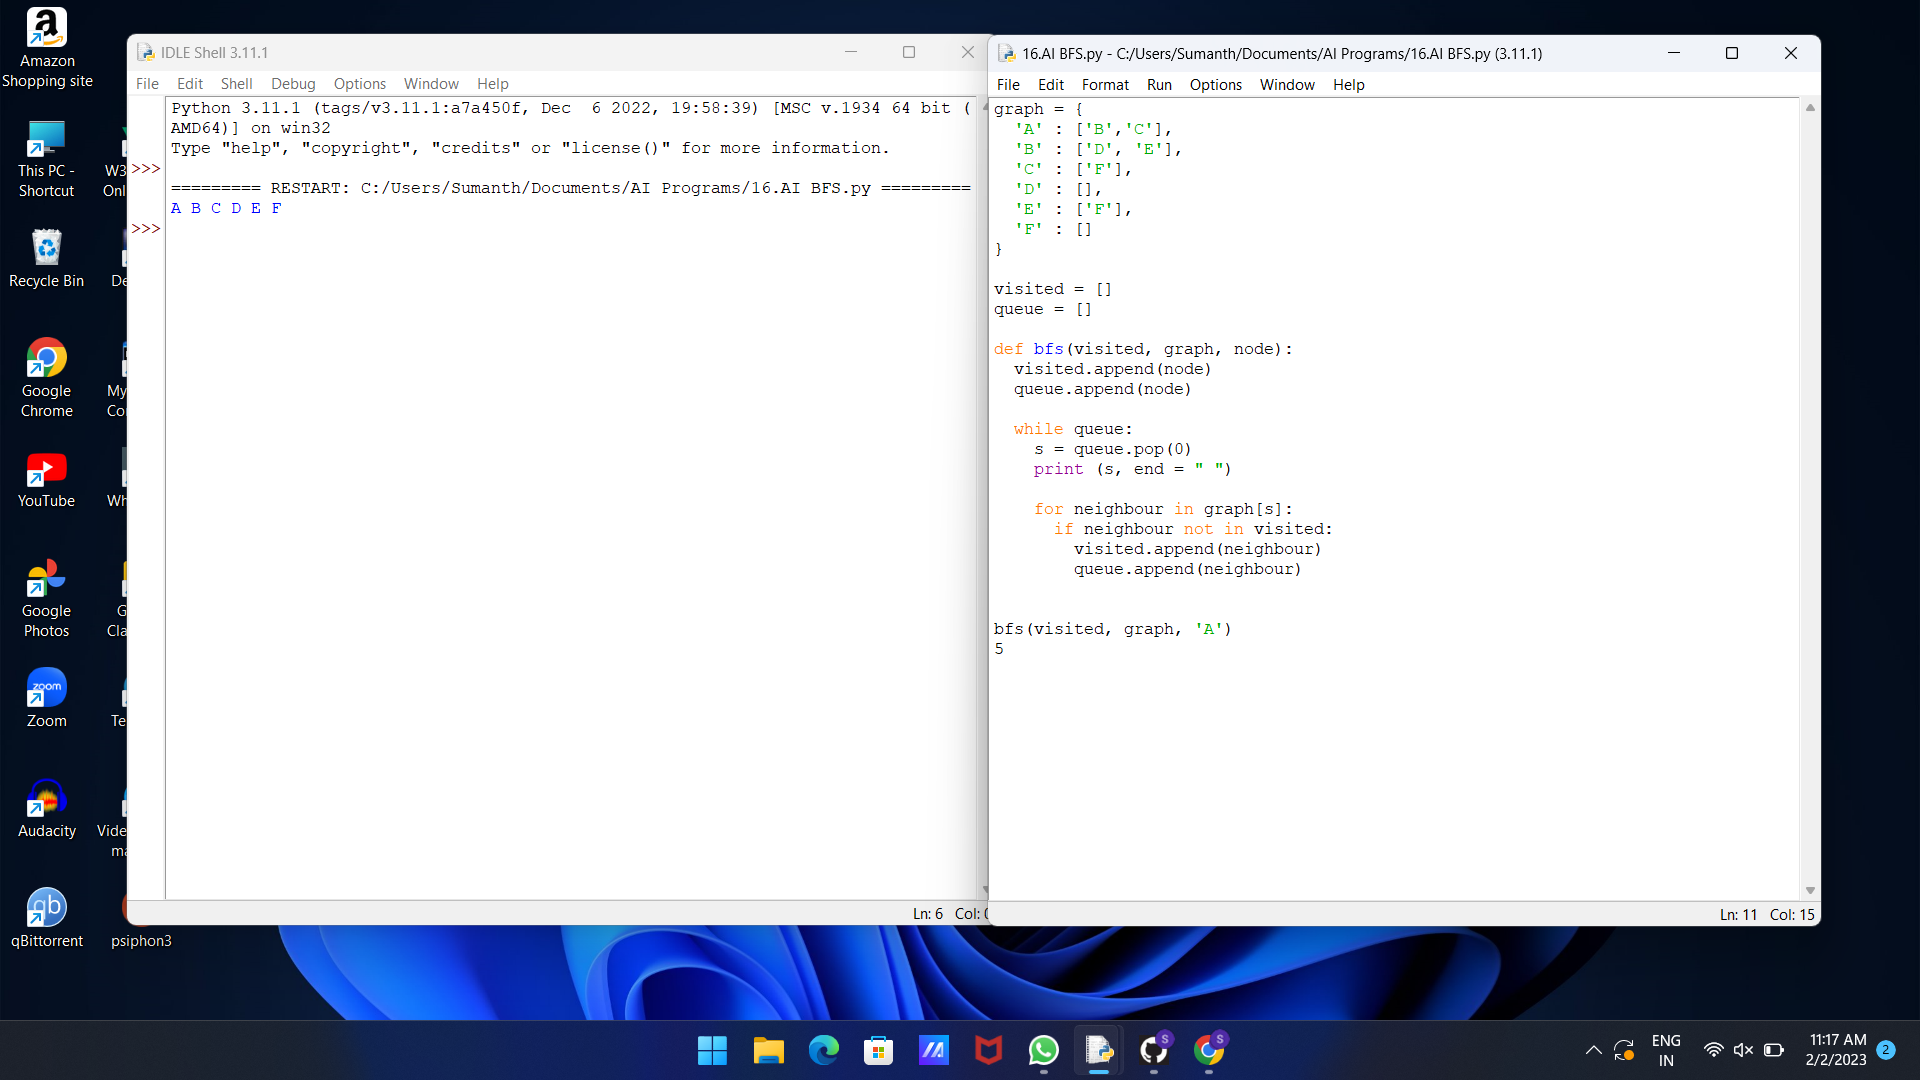 Amazon
Shopping site
This PC -
Shortcut
Recycle Bin
Google
Chrome
YouTube
Google
Photos
zoom
Zoom
Audacity
qb
qBittorrent
psiphon3
W3
Onl
De
My
Co
Wh
G
Cla
Te
Vide
ma
IDLE Shell 3.11.1
File Edit Shell Debug Options Window Help
Python 3.11.1 (tags/v3.11.1:a7a450f, Dec  6 2022, 19:58:39) [MSC v.1934 64 bit (
AMD64)] on win32
Type "help", "copyright", "credits" or "license()" for more information.
>>>
========= RESTART: C:/Users/Sumanth/Documents/AI Programs/16.AI BFS.py =========
A B C D E F
>>>
Ln: 6 Col: 0
16.AI BFS.py - C:/Users/Sumanth/Documents/AI Programs/16.AI BFS.py (3.11.1)
File Edit Format Run Options Window Help
graph = {
  'A' : ['B','C'],
  'B' : ['D', 'E'],
  'C' : ['F'],
  'D' : [],
  'E' : ['F'],
  'F' : []
}
visited = []
queue = []
def bfs(visited, graph, node):
  visited.append(node)
  queue.append(node)
  while queue:
    s = queue.pop(0)
    print (s, end = " ")
    for neighbour in graph[s]:
      if neighbour not in visited:
        visited.append(neighbour)
        queue.append(neighbour)
bfs(visited, graph, 'A')
5
Ln: 11 Col: 15
S
S
ENG
IN
11:17 AM
2/2/2023
2